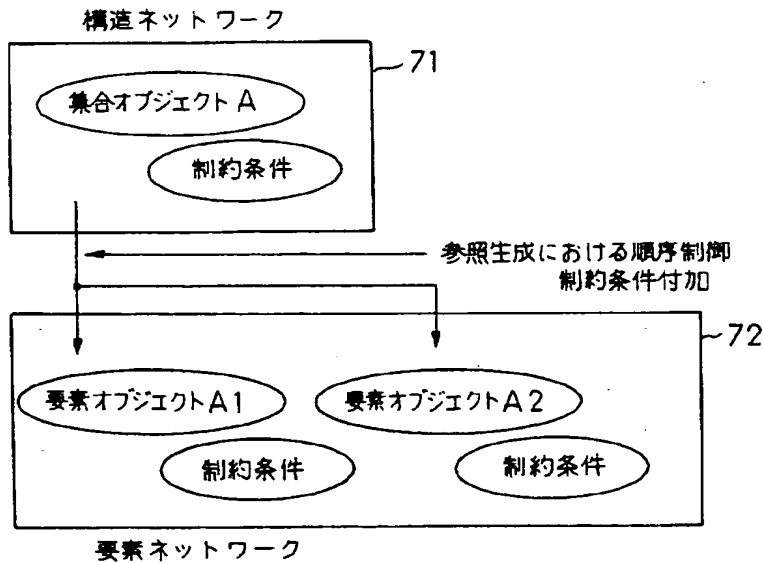 構造ネットワーク
71
集合オブジェクトA
制約条件
参照生成における順序制御
制約条件付加
72
要素オブジェクトA1
要素オブジェクトA2
制約条件
制約条件
要素ネットワーク